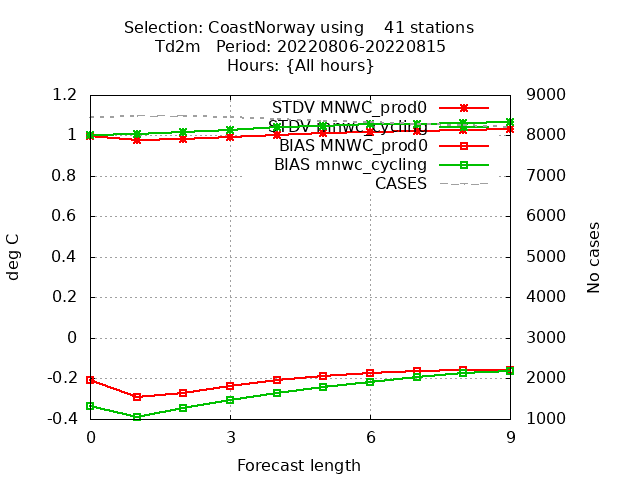 Selection: CoastNorway using    41 stations
Td2m   Period: 20220806-20220815
Hours: {All hours}
1.2
1
0.8
0.6
0.4
0.2
0
-0.2
-0.4
9000
8000
7000
6000
5000
4000
3000
2000
1000
STDV MNWC_prod0
STDV mnwc_cycling
BIAS MNWC_prod0
BIAS mnwc_cycling
CASES
deg C
No cases
0 3 6 9
Forecast length